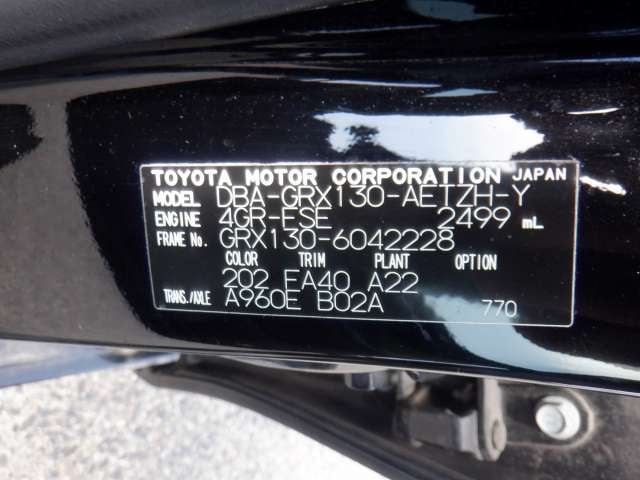 TOYOTA MOTOR CORPORATION JAPAN
MODEL DBA-GRX130-AETZH-Y
ENGINE 4GR-FSE 2499 mL
FRAME No. GRX130-6042228
COLOR TRIM PLANT OPTION
202 FA40 A22
TRANS./AXLE A960E B02A 770